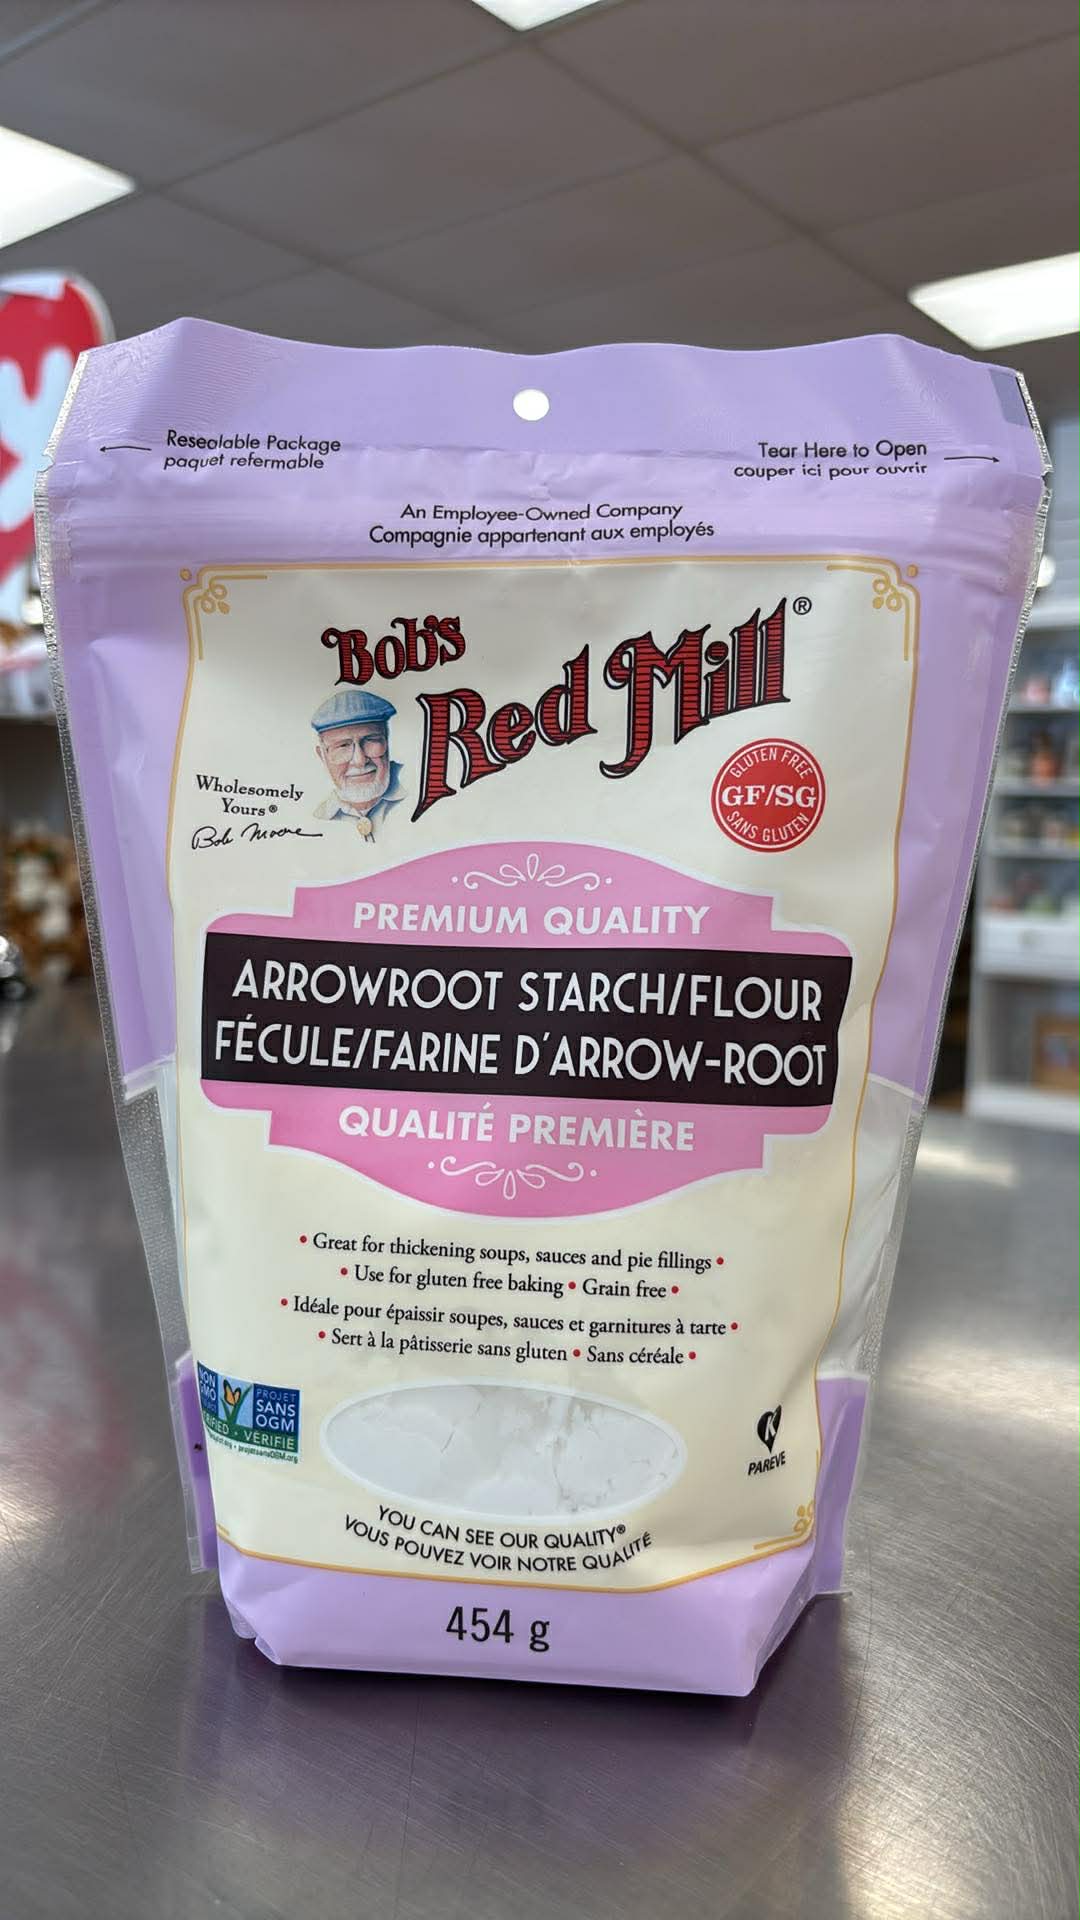 Resealable Package
paquet refermable
Tear Here to Open
couper ici pour ouvrir
An Employee-Owned Company
Compagnie appartenant aux employés
Bob's
Red Mill®
Wholesomely
Yours®
Bob Moore
GLUTEN FREE
GF/SG
SANS GLUTEN
PREMIUM QUALITY
ARROWROOT STARCH/FLOUR
FÉCULE/FARINE D'ARROW-ROOT
QUALITÉ PREMIÈRE
• Great for thickening soups, sauces and pie fillings •
• Use for gluten free baking • Grain free •
• Idéale pour épaissir soupes, sauces et garnitures à tarte •
• Sert à la pâtisserie sans gluten • Sans céréale •
NON
GMO
PROJET
SANS
OGM
VÉRIFIÉ
projetsansOGM.org
K
PAREVE
YOU CAN SEE OUR QUALITY®
VOUS POUVEZ VOIR NOTRE QUALITÉ
454 g